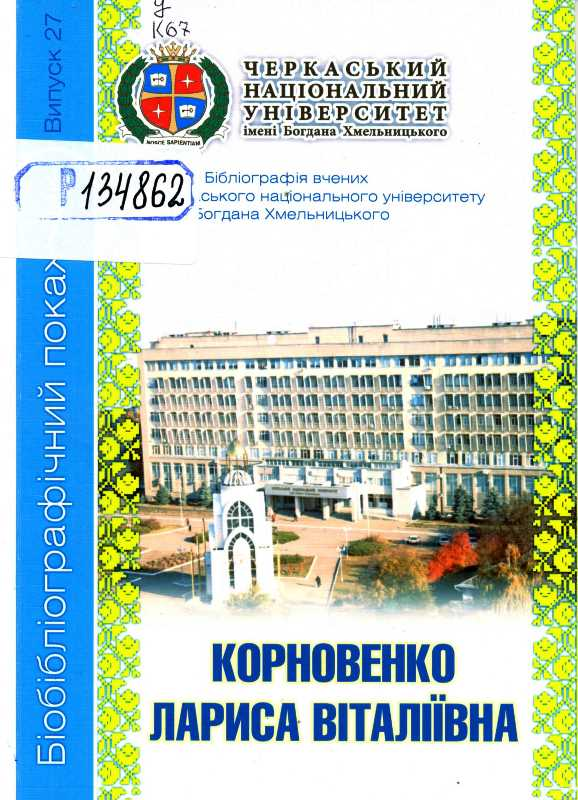 У
К67
Випуск 27
ЧЕРКАСЬКИЙ
НАЦІОНАЛЬНИЙ
УНІВЕРСИТЕТ
імені Богдана Хмельницького
SAPIENTIAM
Р 134862
Бібліографія вчених
ського національного університету
Богдана Хмельницького
Біобібліографічний покаж
КОРНОВЕНКО
ЛАРИСА ВІТАЛІЇВНА